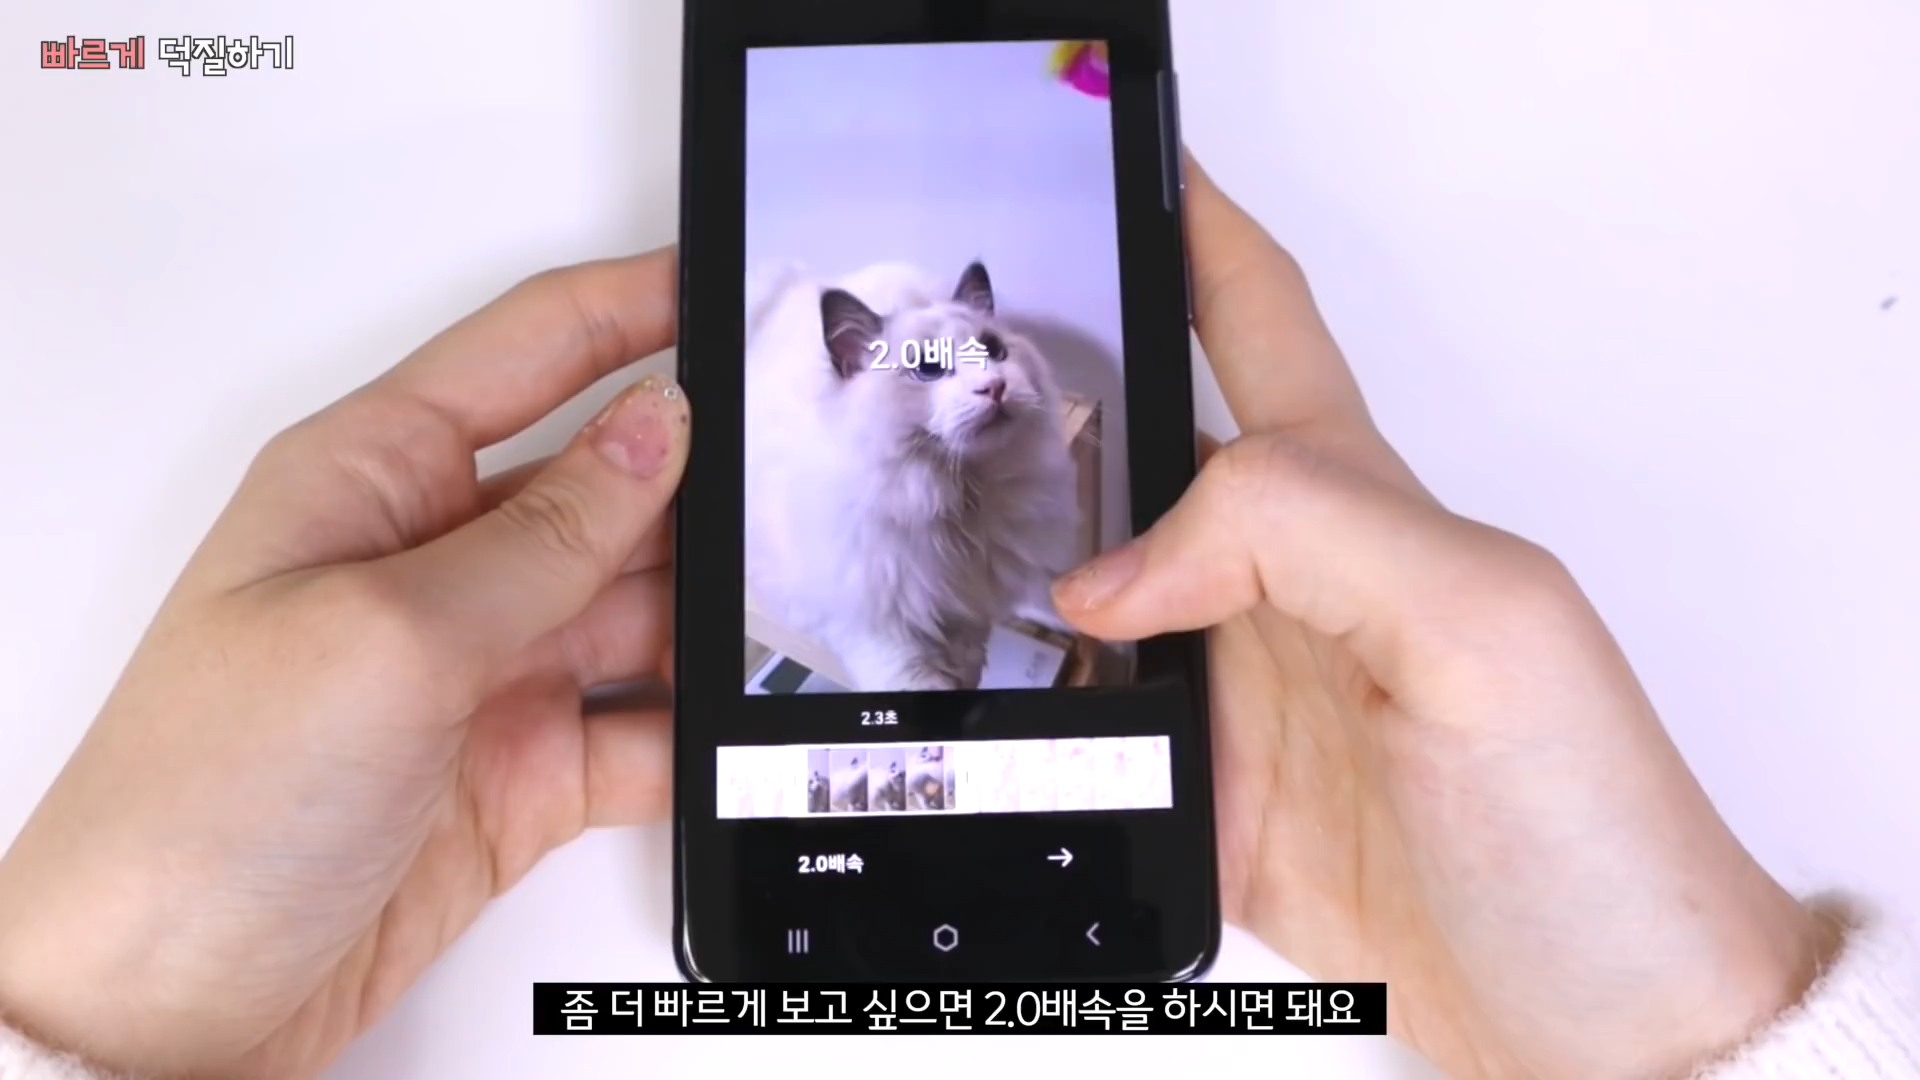 빠르게 덕질하기
2.0배속
2.3초
2.0배속
좀 더 빠르게 보고 싶으면 2.0배속을 하시면 돼요